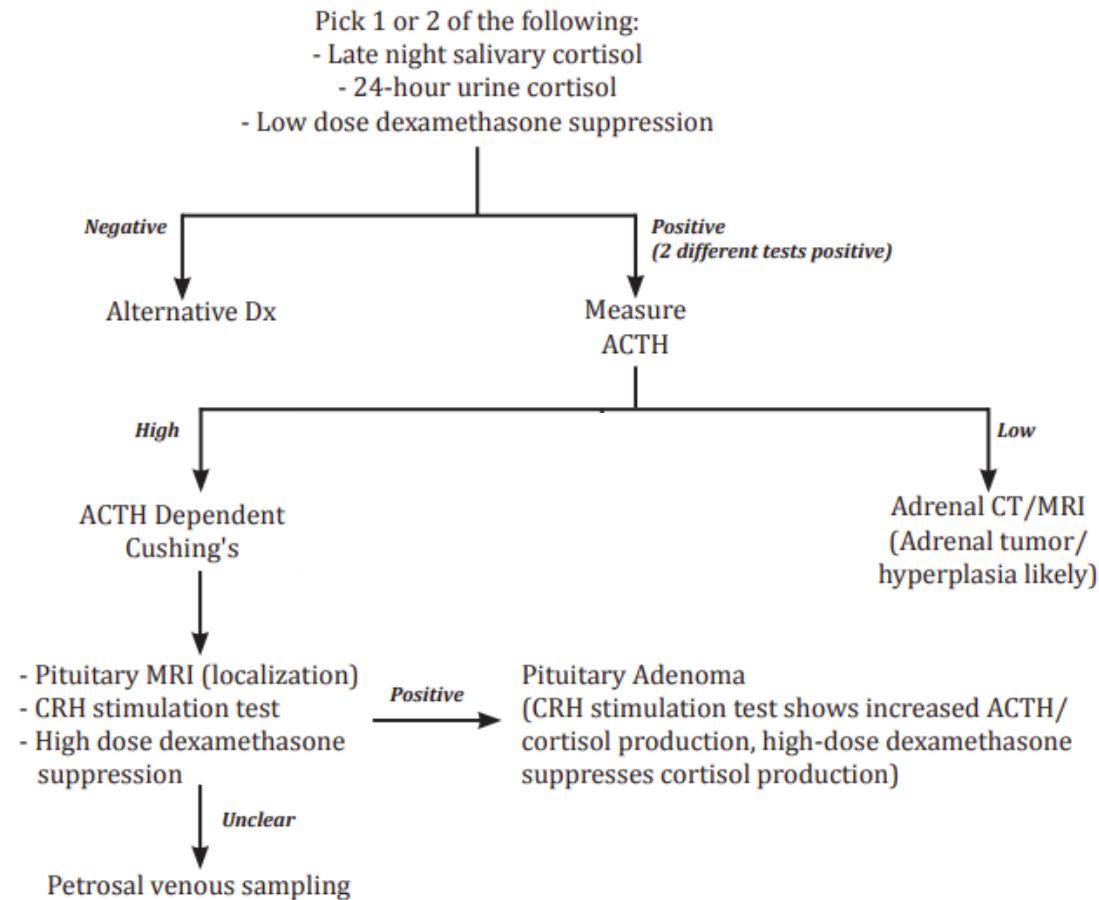 Pick 1 or 2 of the following:
- Late night salivary cortisol
- 24-hour urine cortisol
- Low dose dexamethasone suppression
Negative
Positive
(2 different tests positive)
Alternative Dx
Measure
ACTH
High
Low
ACTH Dependent
Cushing's
Adrenal CT/MRI
(Adrenal tumor/
hyperplasia likely)
- Pituitary MRI (localization)
- CRH stimulation test
- High dose dexamethasone
suppression
Positive
Pituitary Adenoma
(CRH stimulation test shows increased ACTH/
cortisol production, high-dose dexamethasone
suppresses cortisol production)
Unclear
Petrosal venous sampling